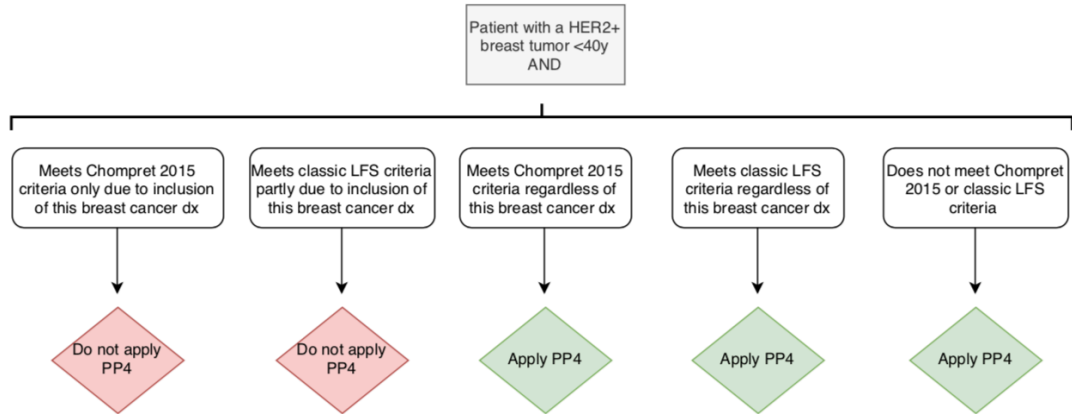 Patient with a HER2+
breast tumor <40y
AND
Meets Chompret 2015
criteria only due to inclusion
of this breast cancer dx
Meets classic LFS criteria
partly due to inclusion of
this breast cancer dx
Meets Chompret 2015
criteria regardless of
this breast cancer dx
Meets classic LFS
criteria regardless of
this breast cancer dx
Does not meet Chompret
2015 or classic LFS
criteria
Do not apply
PP4
Do not apply
PP4
Apply PP4
Apply PP4
Apply PP4